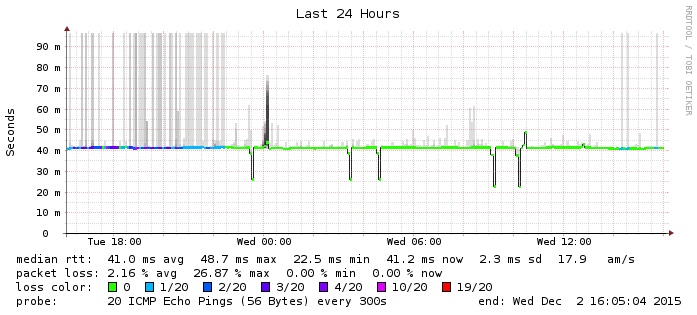 Last 24 Hours
RRDTOOL / TOBI OETIKER
Seconds
90 m
80 m
70 m
60 m
50 m
40 m
30 m
20 m
10 m
0
Tue 18:00 Wed 00:00 Wed 06:00 Wed 12:00
median rtt: 41.0 ms avg 48.7 ms max 22.5 ms min 41.2 ms now 2.3 ms sd 17.9 am/s
packet loss: 2.16 % avg 26.87 % max 0.00 % min 0.00 % now
loss color: 0 1/20 2/20 3/20 4/20 10/20 19/20
probe: 20 ICMP Echo Pings (56 Bytes) every 300s end: Wed Dec 2 16:05:04 2015